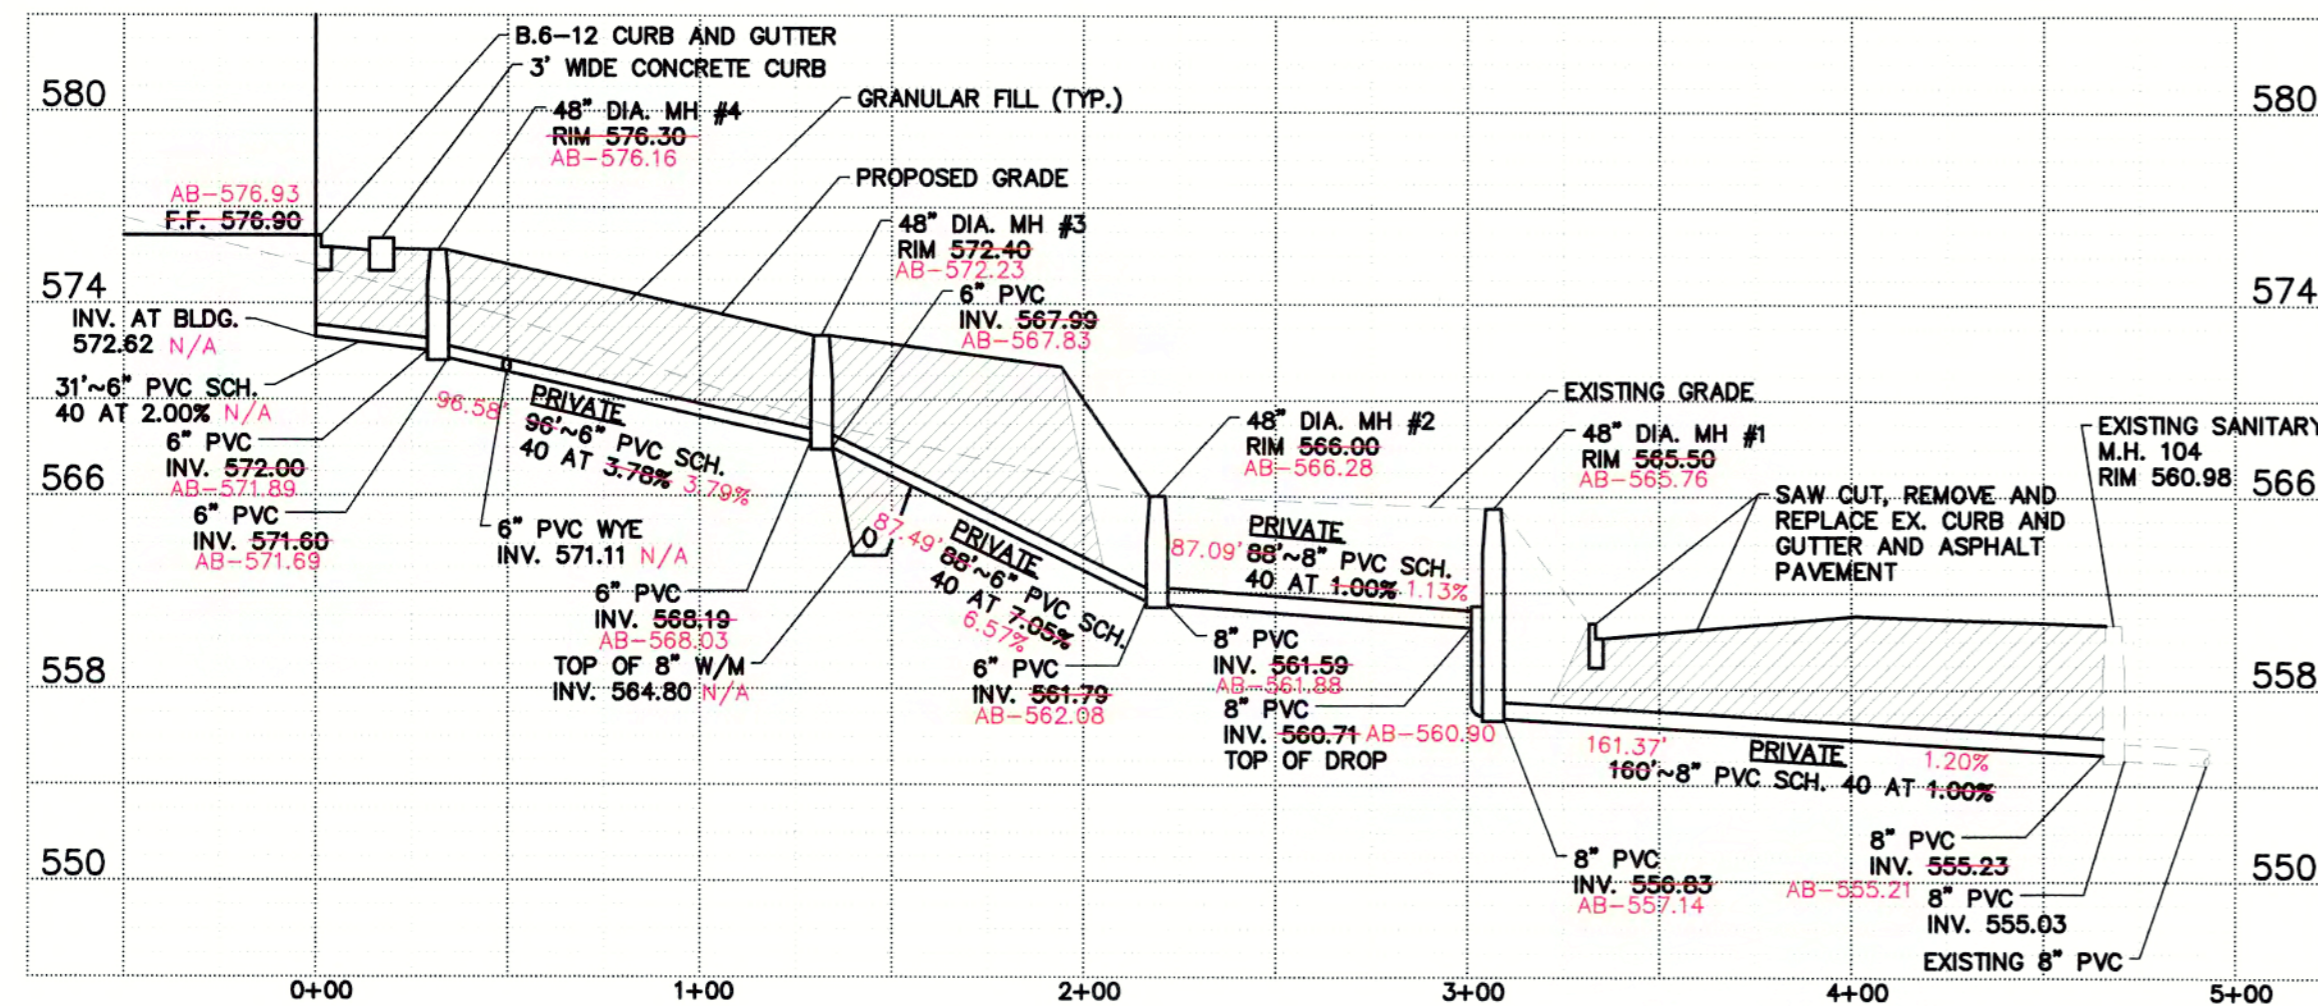 B.6-12 CURB AND GUTTER
3' WIDE CONCRETE CURB
580
48" DIA. MH #4
RIM 576.30
AB-576.16
GRANULAR FILL (TYP.)
580
AB-576.93
F.F. 576.90
PROPOSED GRADE
48" DIA. MH #3
RIM 572.40
AB-572.23
574
6" PVC
INV. 567.99
AB-567.83
574
INV. AT BLDG.
572.62 N/A
31'~6" PVC SCH.
40 AT 2.00% N/A
6" PVC
INV. 572.00
AB-571.89
6" PVC
INV. 571.60
AB-571.69
96.58'
PRIVATE
96'~6" PVC SCH.
40 AT 3.78% 3.79%
6" PVC WYE
INV. 571.11 N/A
6" PVC
INV. 568.19
AB-568.03
TOP OF 8" W/M
INV. 564.80 N/A
87.49'
PRIVATE
88'~6" PVC SCH.
40 AT 7.05%
6.57%
6" PVC
INV. 561.79
AB-562.08
EXISTING GRADE
48" DIA. MH #2
RIM 566.00
AB-566.28
48" DIA. MH #1
RIM 565.50
AB-565.76
EXISTING SANITARY
M.H. 104
RIM 560.98
566
566
SAW CUT, REMOVE AND
REPLACE EX. CURB AND
GUTTER AND ASPHALT
PAVEMENT
PRIVATE
87.09' 88'~8" PVC SCH.
40 AT 1.00% 1.13%
8" PVC
INV. 561.59
AB-561.88
8" PVC
INV. 560.71 AB-560.90
TOP OF DROP
558
558
161.37'
PRIVATE
1.20%
160'~8" PVC SCH. 40 AT 1.00%
8" PVC
INV. 556.83
AB-557.14
8" PVC
INV. 555.23
AB-555.21
8" PVC
INV. 555.03
EXISTING 8" PVC
550
550
0+00
1+00
2+00
3+00
4+00
5+00